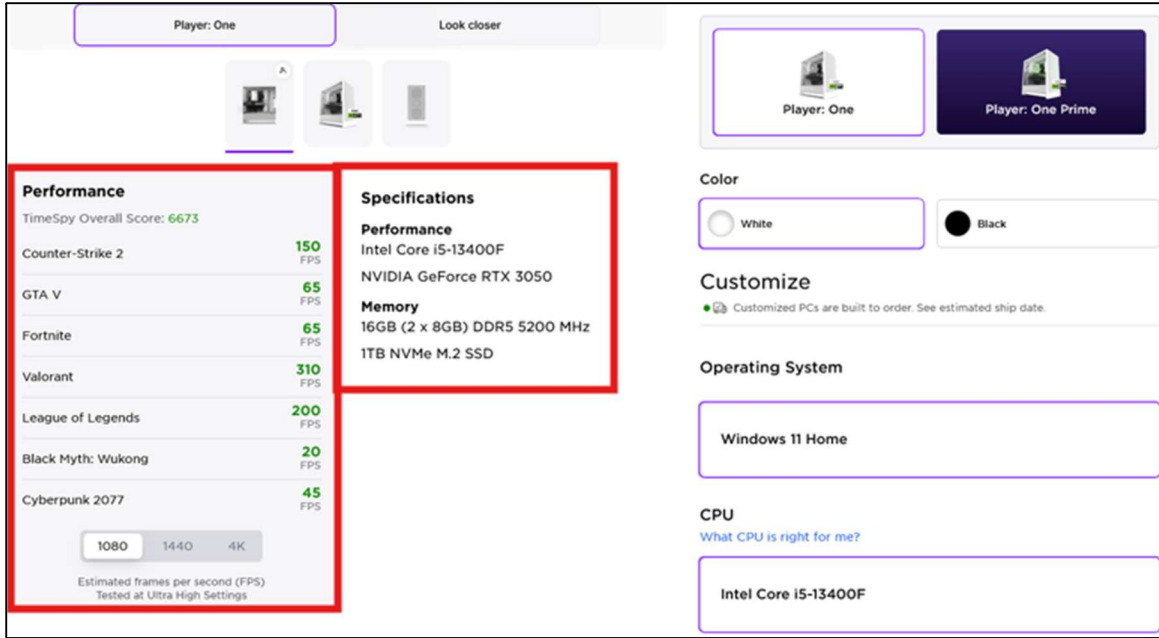 Player: One
Look closer
Performance
TimeSpy Overall Score: 6673
Counter-Strike 2
150
FPS
GTA V
65
FPS
Fortnite
65
FPS
Valorant
310
FPS
League of Legends
200
FPS
Black Myth: Wukong
20
FPS
Cyberpunk 2077
45
FPS
1080
1440
4K
Estimated frames per second (FPS)
Tested at Ultra High Settings
Specifications
Performance
Intel Core i5-13400F
NVIDIA GeForce RTX 3050
Memory
16GB (2 x 8GB) DDR5 5200 MHz
1TB NVMe M.2 SSD
Player: One
Player: One Prime
Color
White
Black
Customize
Customized PCs are built to order. See estimated ship date.
Operating System
Windows 11 Home
CPU
What CPU is right for me?
Intel Core i5-13400F